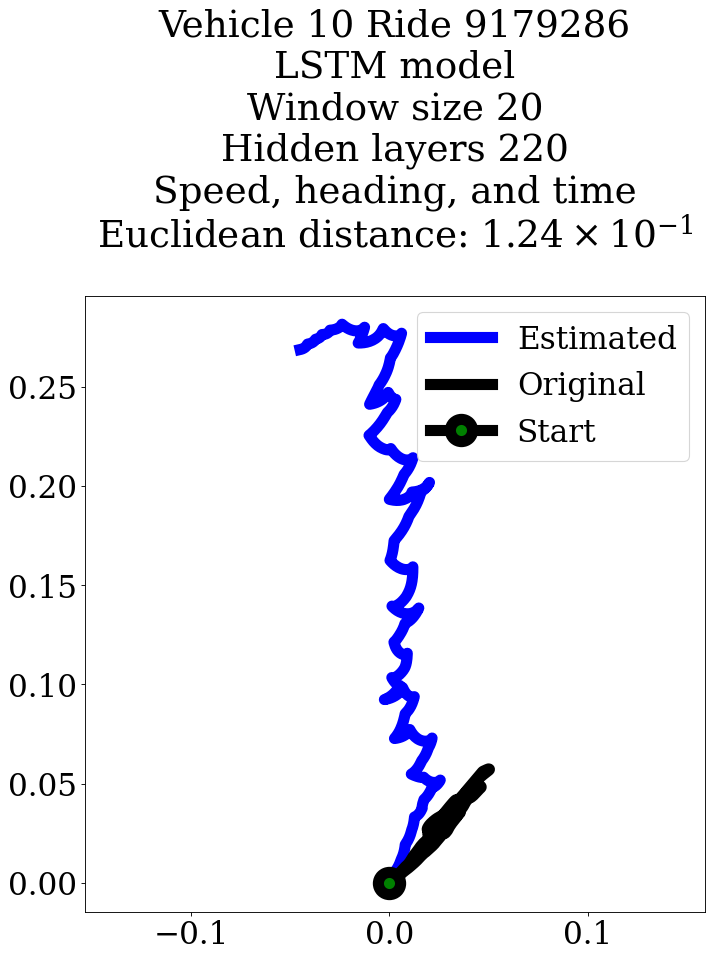 Vehicle 10 Ride 9179286
LSTM model
Window size 20
Hidden layers 220
Speed, heading, and time
Euclidean distance: 1.24 × 10⁻¹
Estimated
Original
Start
0.25
0.20
0.15
0.10
0.05
0.00
−0.1
0.0
0.1